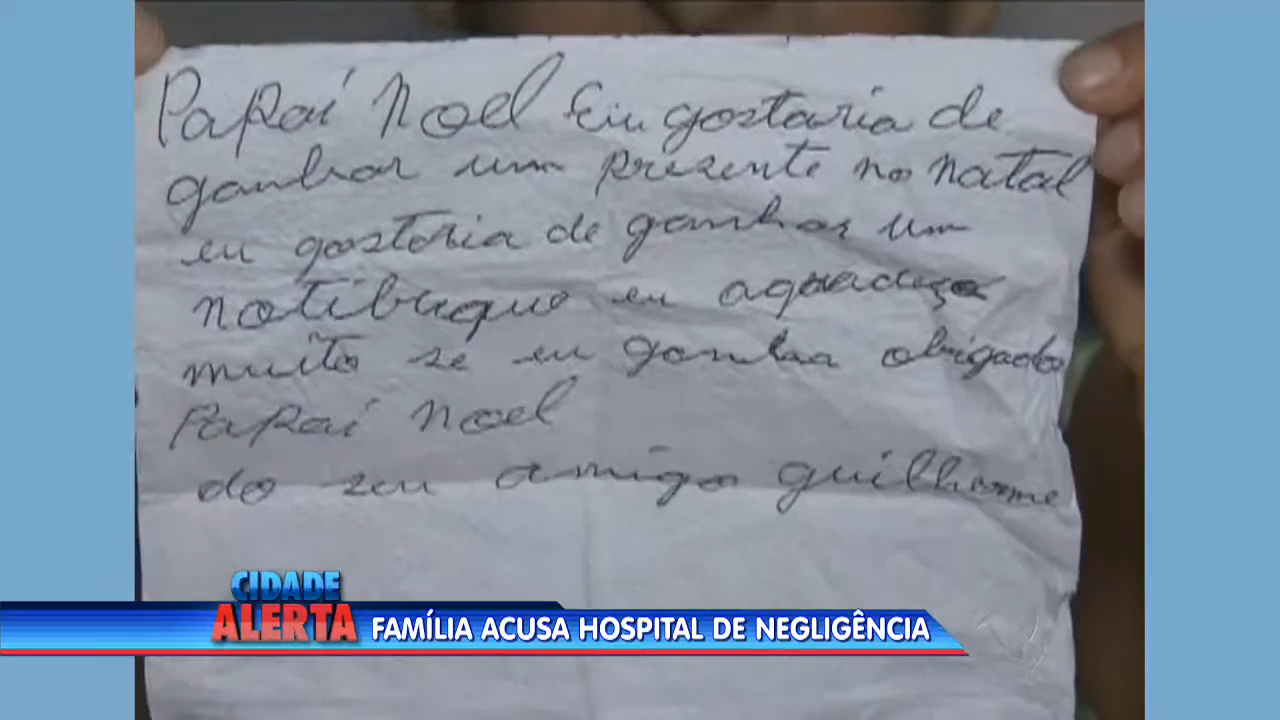 Papai Noel Eu gostaria de
ganhar um presente no natal
eu gostaria de ganhar um
notibuque eu agradeço
muito se eu ganha obrigado
Papai Noel
do seu amigo guilherme
CIDADE
ALERTA
FAMÍLIA ACUSA HOSPITAL DE NEGLIGÊNCIA